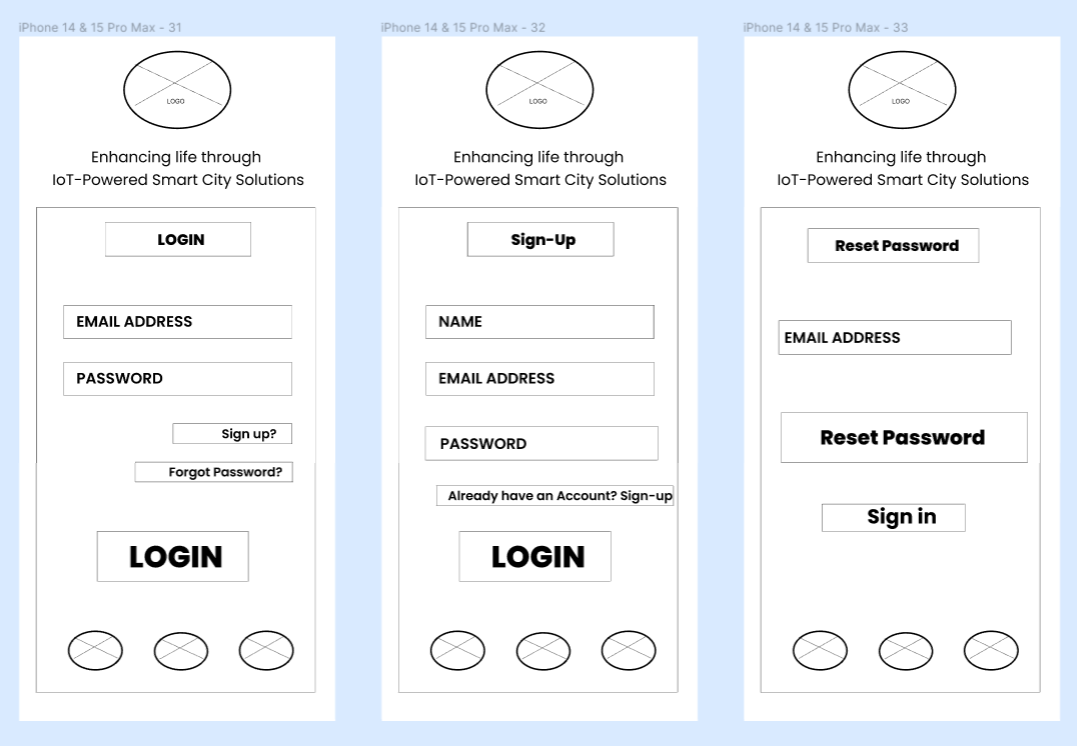 iPhone 14 & 15 Pro Max - 31
LOGO
Enhancing life through
IoT-Powered Smart City Solutions
LOGIN
EMAIL ADDRESS
PASSWORD
Sign up?
Forgot Password?
LOGIN
iPhone 14 & 15 Pro Max - 32
LOGO
Enhancing life through
IoT-Powered Smart City Solutions
Sign-Up
NAME
EMAIL ADDRESS
PASSWORD
Already have an Account? Sign-up
LOGIN
iPhone 14 & 15 Pro Max - 33
LOGO
Enhancing life through
IoT-Powered Smart City Solutions
Reset Password
EMAIL ADDRESS
Reset Password
Sign in